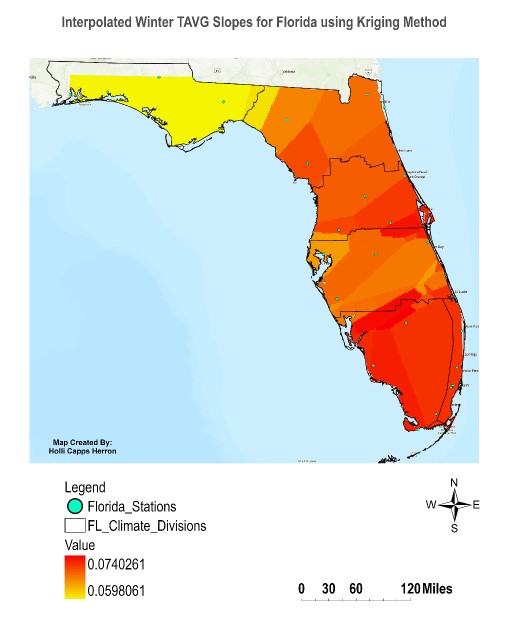 Interpolated Winter TAVG Slopes for Florida using Kriging Method
Map Created By:
Holli Capps Herron
Legend
Florida_Stations
FL_Climate_Divisions
Value
0.0740261
0.0598061
N
W E
S
0 30 60 120 Miles